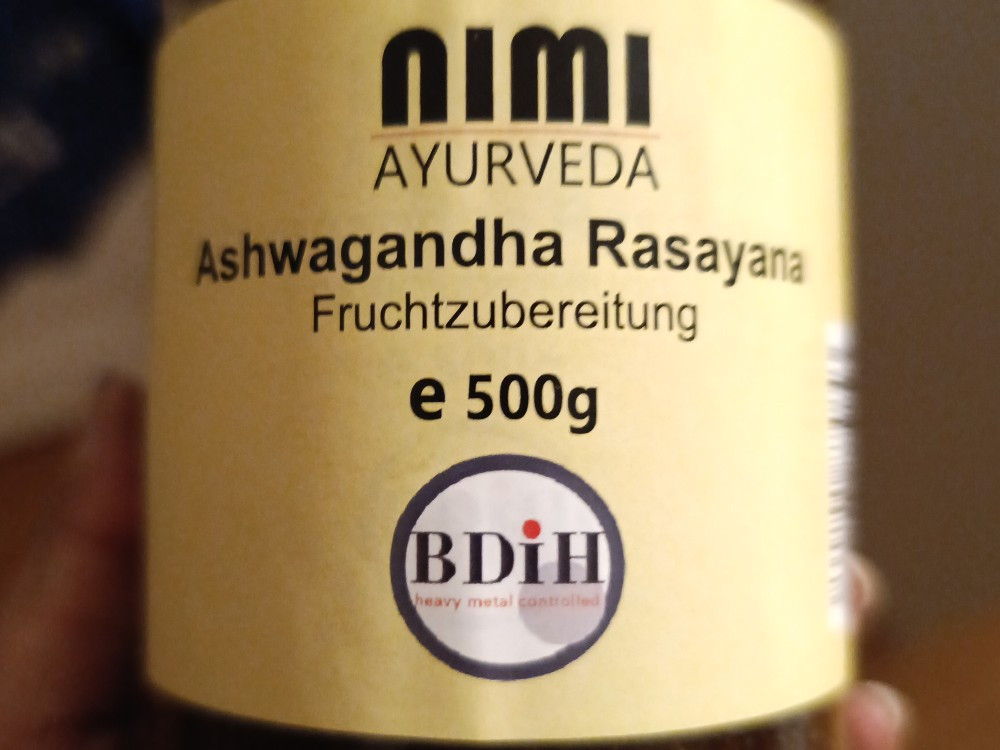 nimi
AYURVEDA
Ashwagandha Rasayana
Fruchtzubereitung
e 500g
BDiH
heavy metal controlled